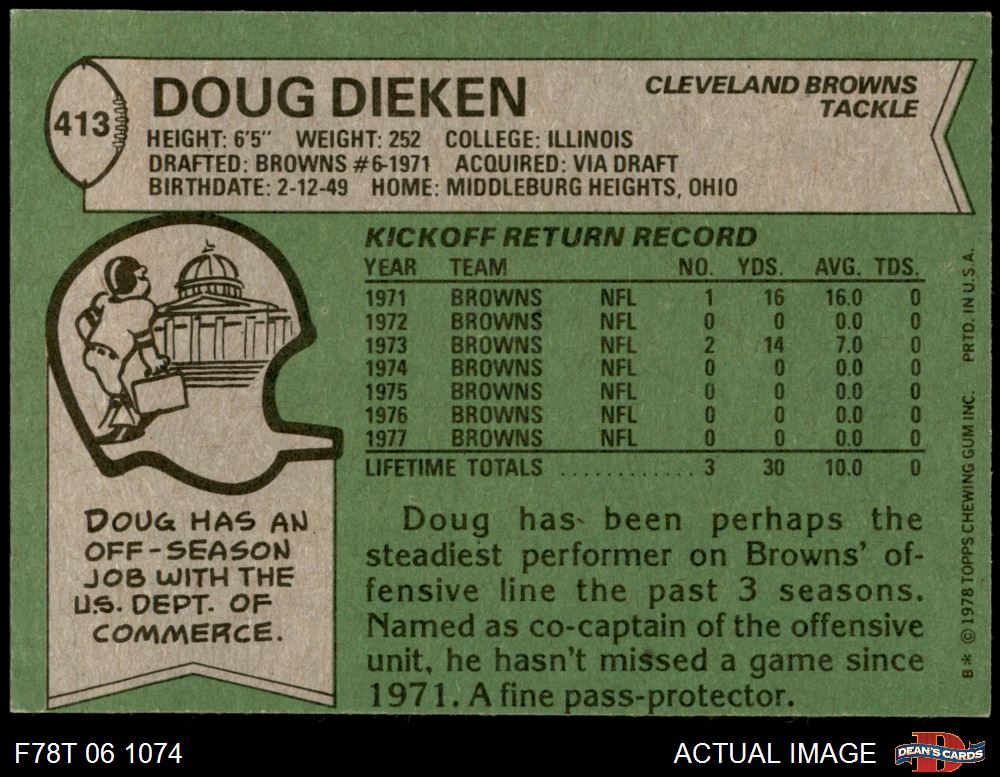 413
DOUG DIEKEN
CLEVELAND BROWNS
TACKLE
HEIGHT: 6'5" WEIGHT: 252 COLLEGE: ILLINOIS
DRAFTED: BROWNS #6-1971 ACQUIRED: VIA DRAFT
BIRTHDATE: 2-12-49 HOME: MIDDLEBURG HEIGHTS, OHIO
KICKOFF RETURN RECORD
YEAR TEAM NO. YDS. AVG. TDS.
1971 BROWNS NFL 1 16 16.0 0
1972 BROWNS NFL 0 0 0.0 0
1973 BROWNS NFL 2 14 7.0 0
1974 BROWNS NFL 0 0 0.0 0
1975 BROWNS NFL 0 0 0.0 0
1976 BROWNS NFL 0 0 0.0 0
1977 BROWNS NFL 0 0 0.0 0
LIFETIME TOTALS ............ 3 30 10.0 0
DOUG HAS AN
OFF-SEASON
JOB WITH THE
U.S. DEPT. OF
COMMERCE.
Doug has been perhaps the
steadiest performer on Browns' of-
fensive line the past 3 seasons.
Named as co-captain of the offensive
unit, he hasn't missed a game since
1971. A fine pass-protector.
B* © 1978 TOPPS CHEWING GUM INC. PRTD. IN U.S.A.
F78T 06 1074
ACTUAL IMAGE
D
DEAN'S CARDS